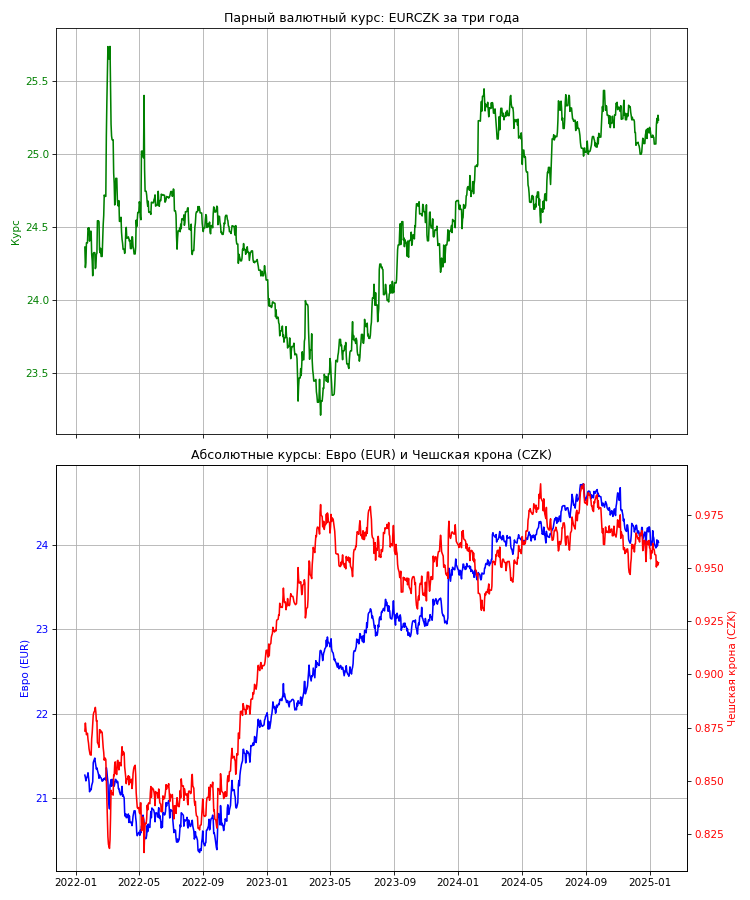 Парный валютный курс: EURCZK за три года
25.5
25.0
24.5
24.0
23.5
Курс
Абсолютные курсы: Евро (EUR) и Чешская крона (CZK)
24
23
22
21
Евро (EUR)
0.975
0.950
0.925
0.900
0.875
0.850
0.825
Чешская крона (CZK)
2022-01 2022-05 2022-09 2023-01 2023-05 2023-09 2024-01 2024-05 2024-09 2025-01